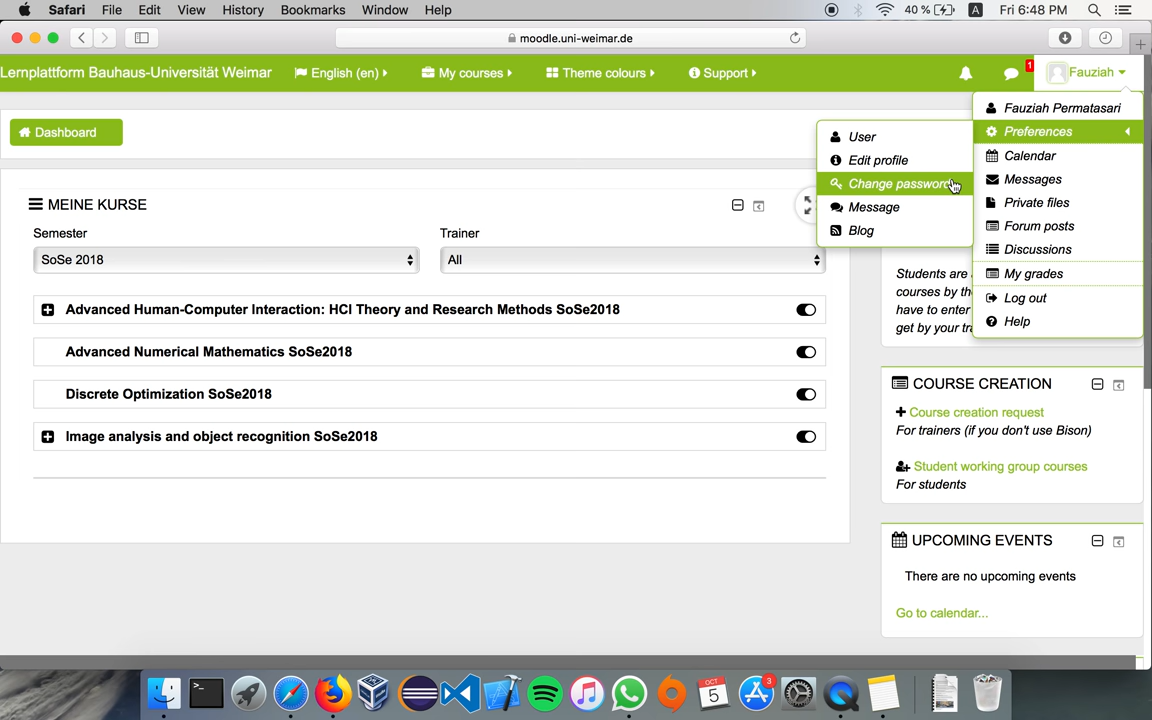 Safari File Edit View History Bookmarks Window Help 40 % A Fri 6:48 PM
moodle.uni-weimar.de
Lernplattform Bauhaus-Universität Weimar English (en) My courses Theme colours Support 1 Fauziah
Fauziah Permatasari
Preferences
Calendar
Messages
Private files
Forum posts
Discussions
My grades
Log out
Help
User
Edit profile
Change password
Message
Blog
Dashboard
MEINE KURSE
Semester Trainer
SoSe 2018 All
Advanced Human-Computer Interaction: HCI Theory and Research Methods SoSe2018
Advanced Numerical Mathematics SoSe2018
Discrete Optimization SoSe2018
Image analysis and object recognition SoSe2018
Students are
courses by
have to enter
get by your
COURSE CREATION
Course creation request
For trainers (if you don't use Bison)
Student working group courses
For students
UPCOMING EVENTS
There are no upcoming events
Go to calendar...
OCT
5
3